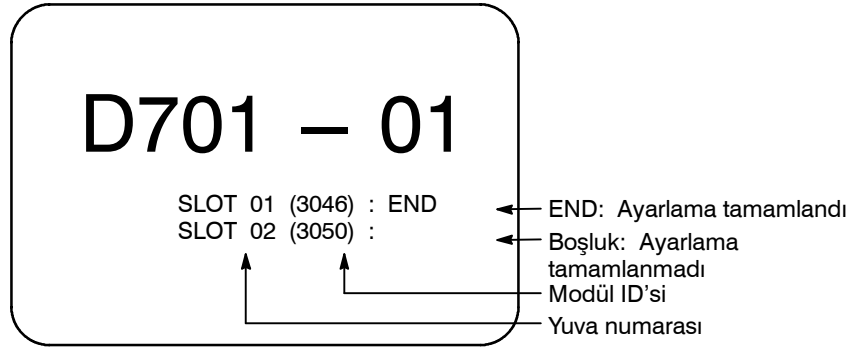 D701 – 01
SLOT 01 (3046) : END
SLOT 02 (3050) :
END: Ayarlama tamamlandı
Boşluk: Ayarlama
tamamlanmadı
Modül ID’si
Yuva numarası